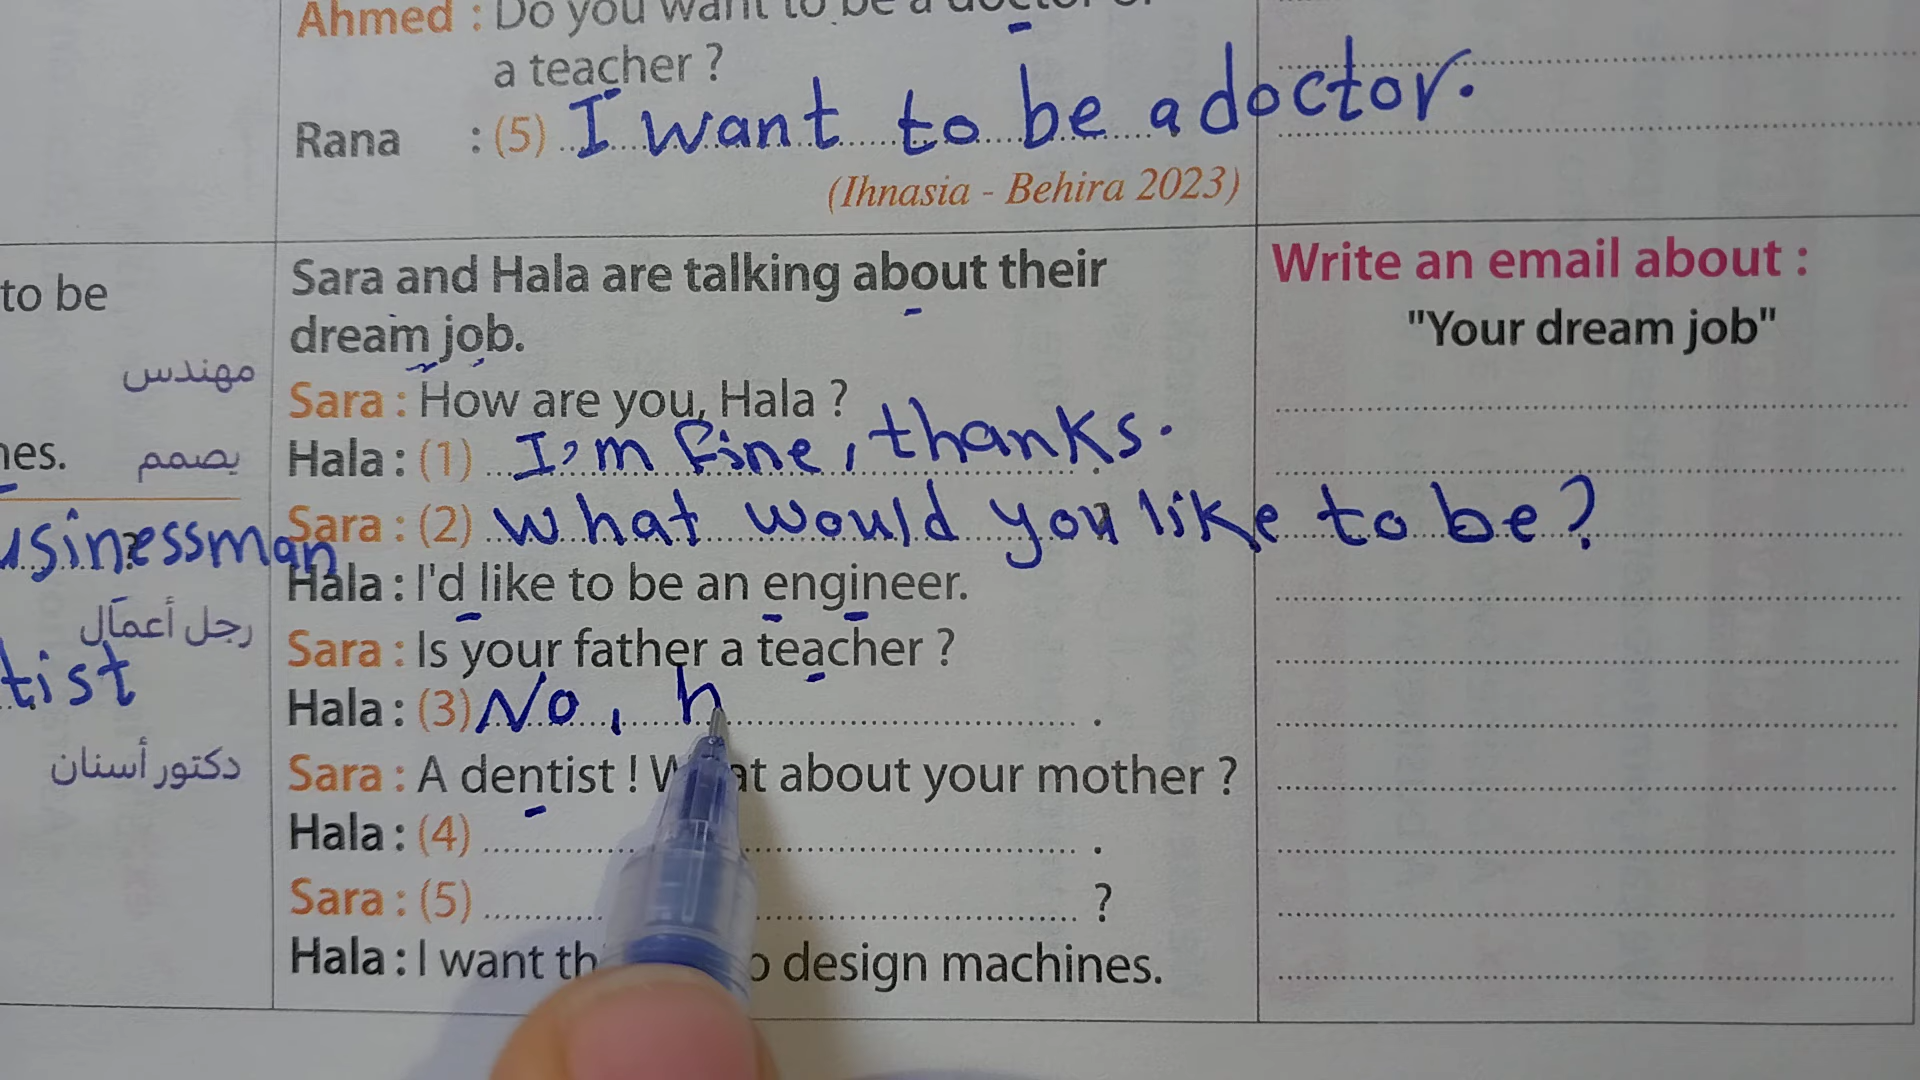 Ahmed : Do you want to be a doctor or
a teacher ?
Rana : (5) I want to be a doctor.
(Ihnasia - Behira 2023)
to be
مهندس
يصمم
usinessman
رجل أعمال
tist
دكتور أسنان
Sara and Hala are talking about their
dream job.
Sara : How are you, Hala ?
Hala : (1) I'm fine, thanks.
Sara : (2) What would you like to be?
Hala : I'd like to be an engineer.
Sara : Is your father a teacher ?
Hala : (3) No, h .
Sara : A dentist ! at about your mother ?
Hala : (4) .
Sara : (5) ?
Hala : I want design machines.
Write an email about :
"Your dream job"